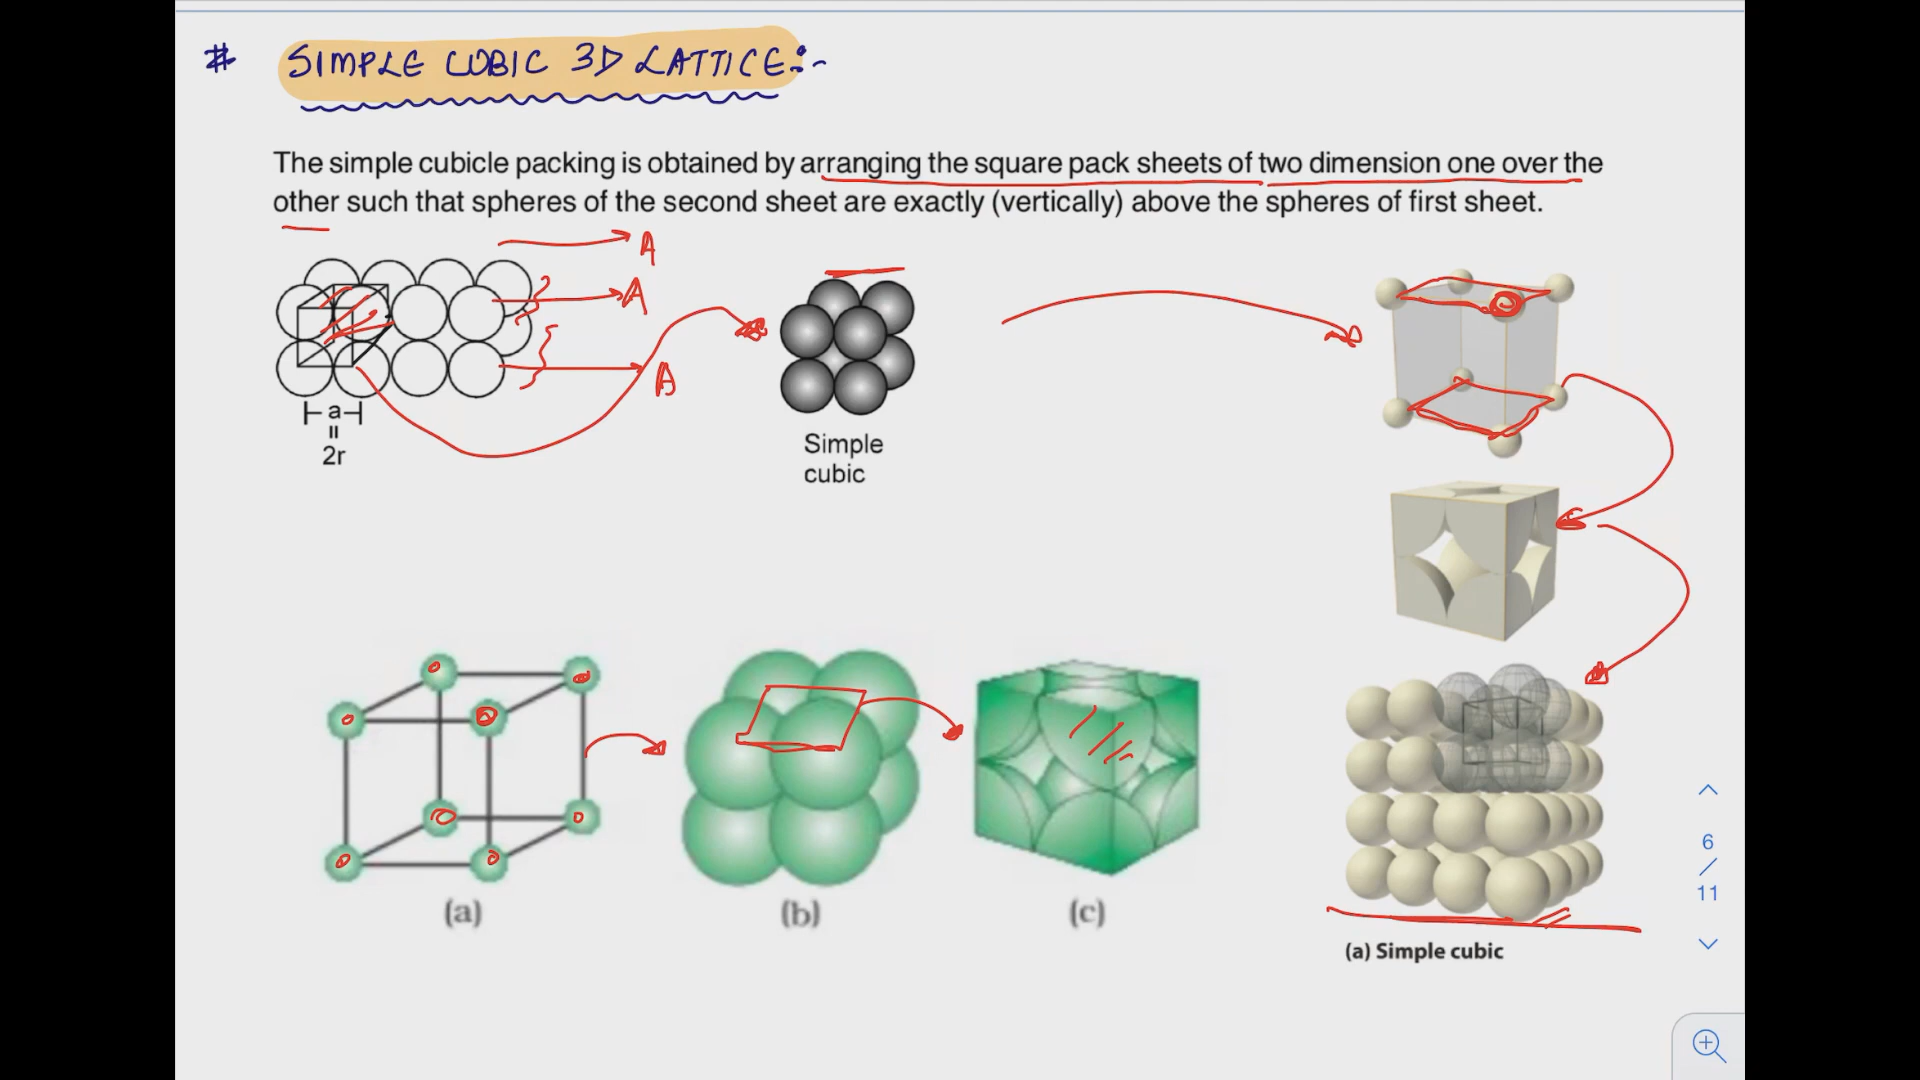 # SIMPLE CUBIC 3D LATTICE:-
The simple cubicle packing is obtained by arranging the square pack sheets of two dimension one over the
other such that spheres of the second sheet are exactly (vertically) above the spheres of first sheet.
A
A
A
a
=
2r
Simple
cubic
(a)
(b)
(c)
(a) Simple cubic
6
/
11